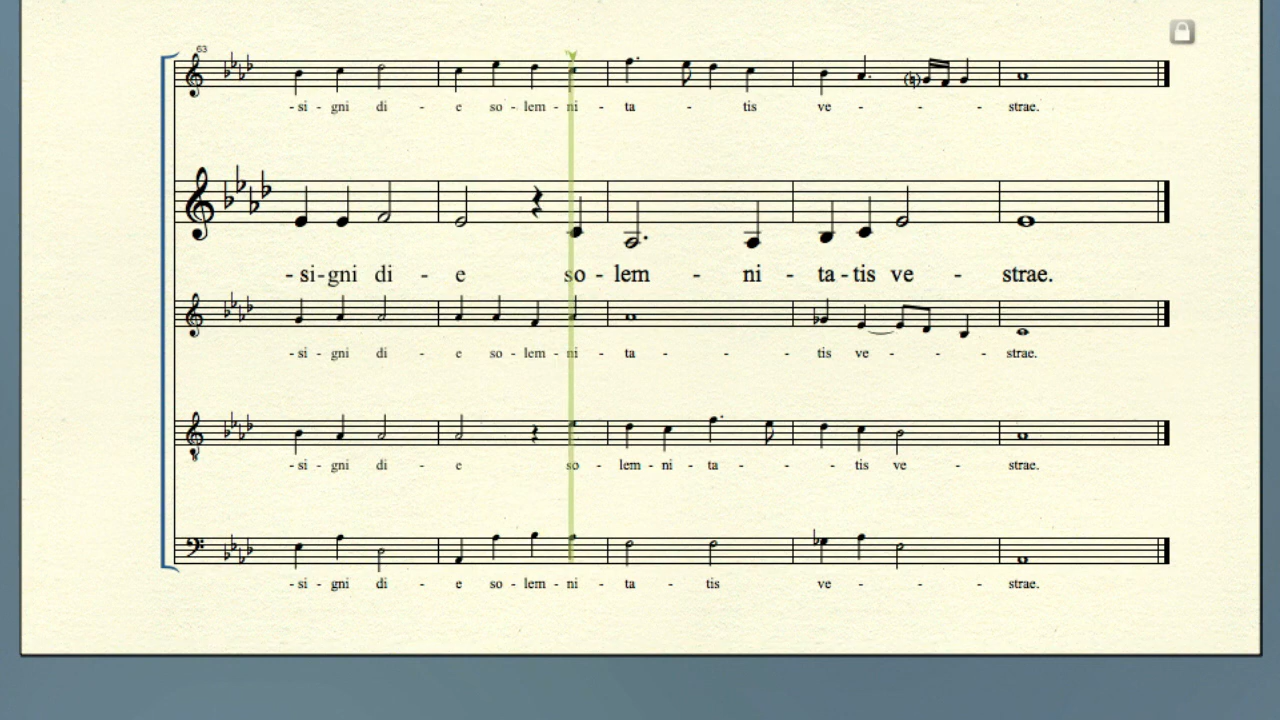 63
- si - gni di - e so - lem - ni - ta - tis ve - - - strae.
- si - gni di - e so - lem - ni - ta - tis ve - strae.
- si - gni di - e so - lem - ni - ta - - - tis ve - - - strae.
- si - gni di - e so - lem - ni - ta - - - tis ve - strae.
- si - gni di - e so - lem - ni - ta - tis ve - - - strae.